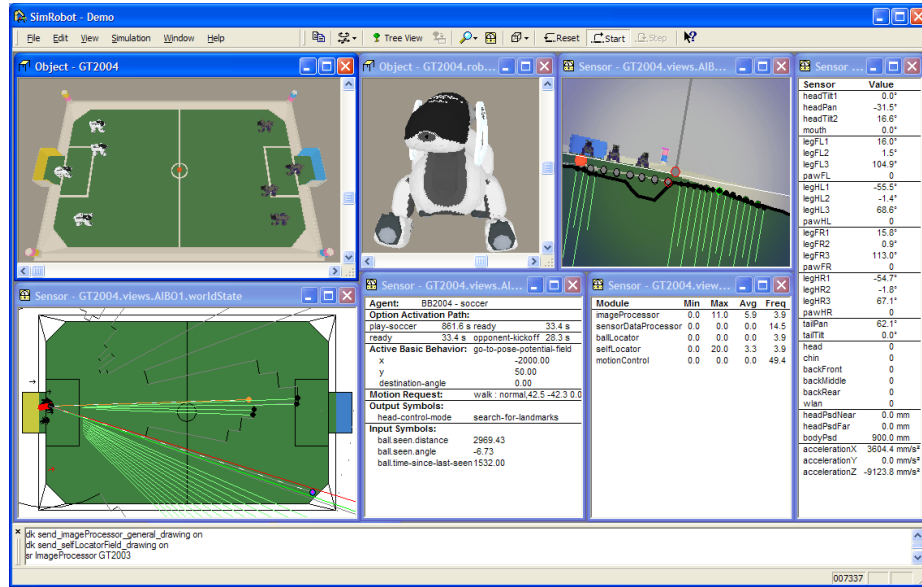 SimRobot - Demo
File Edit View Simulation Window Help Tree View Reset Start Step
Object - GT2004
Object - GT2004.rob...
Sensor - GT2004.views.AIB...
Sensor ...
Sensor Value
headTilt1 0.0°
headPan -31.5°
headTilt2 16.6°
mouth 0.0°
legFL1 16.0°
legFL2 1.5°
legFL3 104.9°
pawFL 0
legHL1 -55.5°
legHL2 -1.4°
legHL3 68.6°
pawHL 0
legFR1 15.8°
legFR2 0.9°
legFR3 113.0°
pawFR 0
legHR1 -54.7°
legHR2 -1.8°
legHR3 67.1°
pawHR 0
tailPan 62.1°
tailTilt 0.0°
head 0
chin 0
backFront 0
backMiddle 0
backRear 0
wlan 0
headPsdNear 0.0 mm
headPsdFar 0.0 mm
bodyPsd 900.0 mm
accelerationX 3604.4 mm/s²
accelerationY 0.0 mm/s²
accelerationZ -9123.8 mm/s²
Sensor - GT2004.views.AIBO1.worldState
Sensor - GT2004.views.AI...
Agent: BB2004 - soccer
Option Activation Path:
play-soccer 861.6 s ready 33.4 s
ready 33.4 s opponent-kickoff 28.3 s
Active Basic Behavior: go-to-pose-potential-field
x -2000.00
y 50.00
destination-angle 0.00
Motion Request: walk : normal,42.5 -42.3 0.0
Output Symbols:
head-control-mode search-for-landmarks
Input Symbols:
ball.seen.distance 2969.43
ball.seen.angle -6.73
ball.time-since-last-seen 1532.00
Sensor - GT2004.view...
Module Min Max Avg Freq
imageProcessor 0.0 11.0 5.9 3.9
sensorDataProcessor 0.0 0.0 0.0 14.5
ballLocator 0.0 0.0 0.0 3.9
selfLocator 0.0 20.0 3.3 3.9
motionControl 0.0 0.0 0.0 49.4
dk send_imageProcessor_general_drawing on
dk send_selfLocatorField_drawing on
sr ImageProcessor GT2003
007337